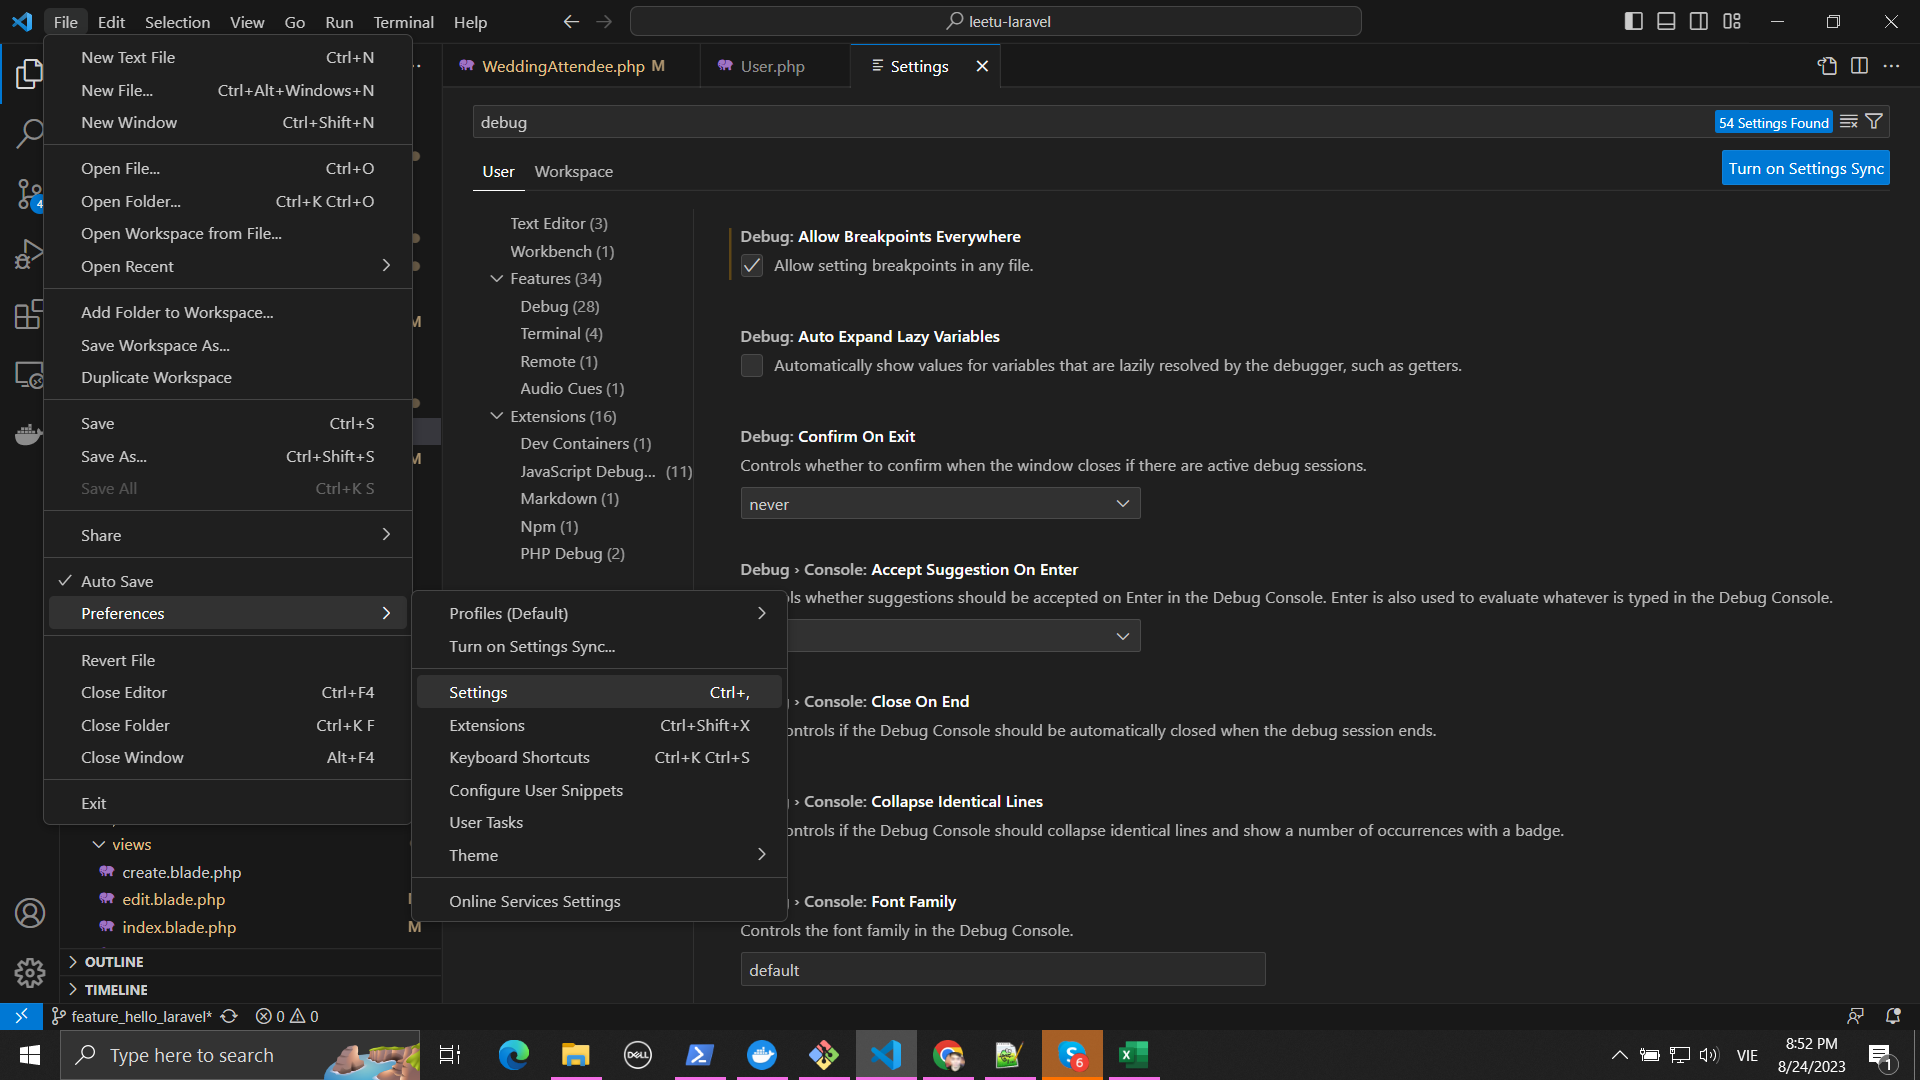 File Edit Selection View Go Run Terminal Help
leetu-laravel
New Text File Ctrl+N
New File... Ctrl+Alt+Windows+N
New Window Ctrl+Shift+N
Open File... Ctrl+O
Open Folder... Ctrl+K Ctrl+O
Open Workspace from File...
Open Recent
Add Folder to Workspace...
Save Workspace As...
Duplicate Workspace
Save Ctrl+S
Save As... Ctrl+Shift+S
Save All Ctrl+K S
Share
Auto Save
Preferences
Revert File
Close Editor Ctrl+F4
Close Folder Ctrl+K F
Close Window Alt+F4
Exit
4
M
M
Profiles (Default)
Turn on Settings Sync...
Settings Ctrl+,
Extensions Ctrl+Shift+X
Keyboard Shortcuts Ctrl+K Ctrl+S
Configure User Snippets
User Tasks
Theme
Online Services Settings
views
create.blade.php
edit.blade.php
index.blade.php M
OUTLINE
TIMELINE
WeddingAttendee.php M
User.php
Settings
debug
54 Settings Found
User Workspace
Turn on Settings Sync
Text Editor (3)
Workbench (1)
Features (34)
Debug (28)
Terminal (4)
Remote (1)
Audio Cues (1)
Extensions (16)
Dev Containers (1)
JavaScript Debug... (11)
Markdown (1)
Npm (1)
PHP Debug (2)
Debug: Allow Breakpoints Everywhere
Allow setting breakpoints in any file.
Debug: Auto Expand Lazy Variables
Automatically show values for variables that are lazily resolved by the debugger, such as getters.
Debug: Confirm On Exit
Controls whether to confirm when the window closes if there are active debug sessions.
never
Debug › Console: Accept Suggestion On Enter
ls whether suggestions should be accepted on Enter in the Debug Console. Enter is also used to evaluate whatever is typed in the Debug Console.
› Console: Close On End
ontrols if the Debug Console should be automatically closed when the debug session ends.
› Console: Collapse Identical Lines
ontrols if the Debug Console should collapse identical lines and show a number of occurrences with a badge.
› Console: Font Family
Controls the font family in the Debug Console.
default
feature_hello_laravel* 0 0
Type here to search
DELL
6
VIE
8:52 PM
8/24/2023
1